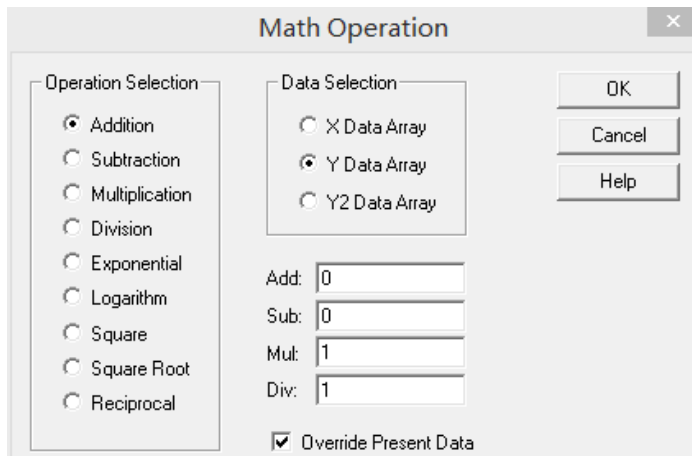 Math Operation
Operation Selection
Addition
Subtraction
Multiplication
Division
Exponential
Logarithm
Square
Square Root
Reciprocal
Data Selection
X Data Array
Y Data Array
Y2 Data Array
Add: 0
Sub: 0
Mul: 1
Div: 1
Override Present Data
OK
Cancel
Help